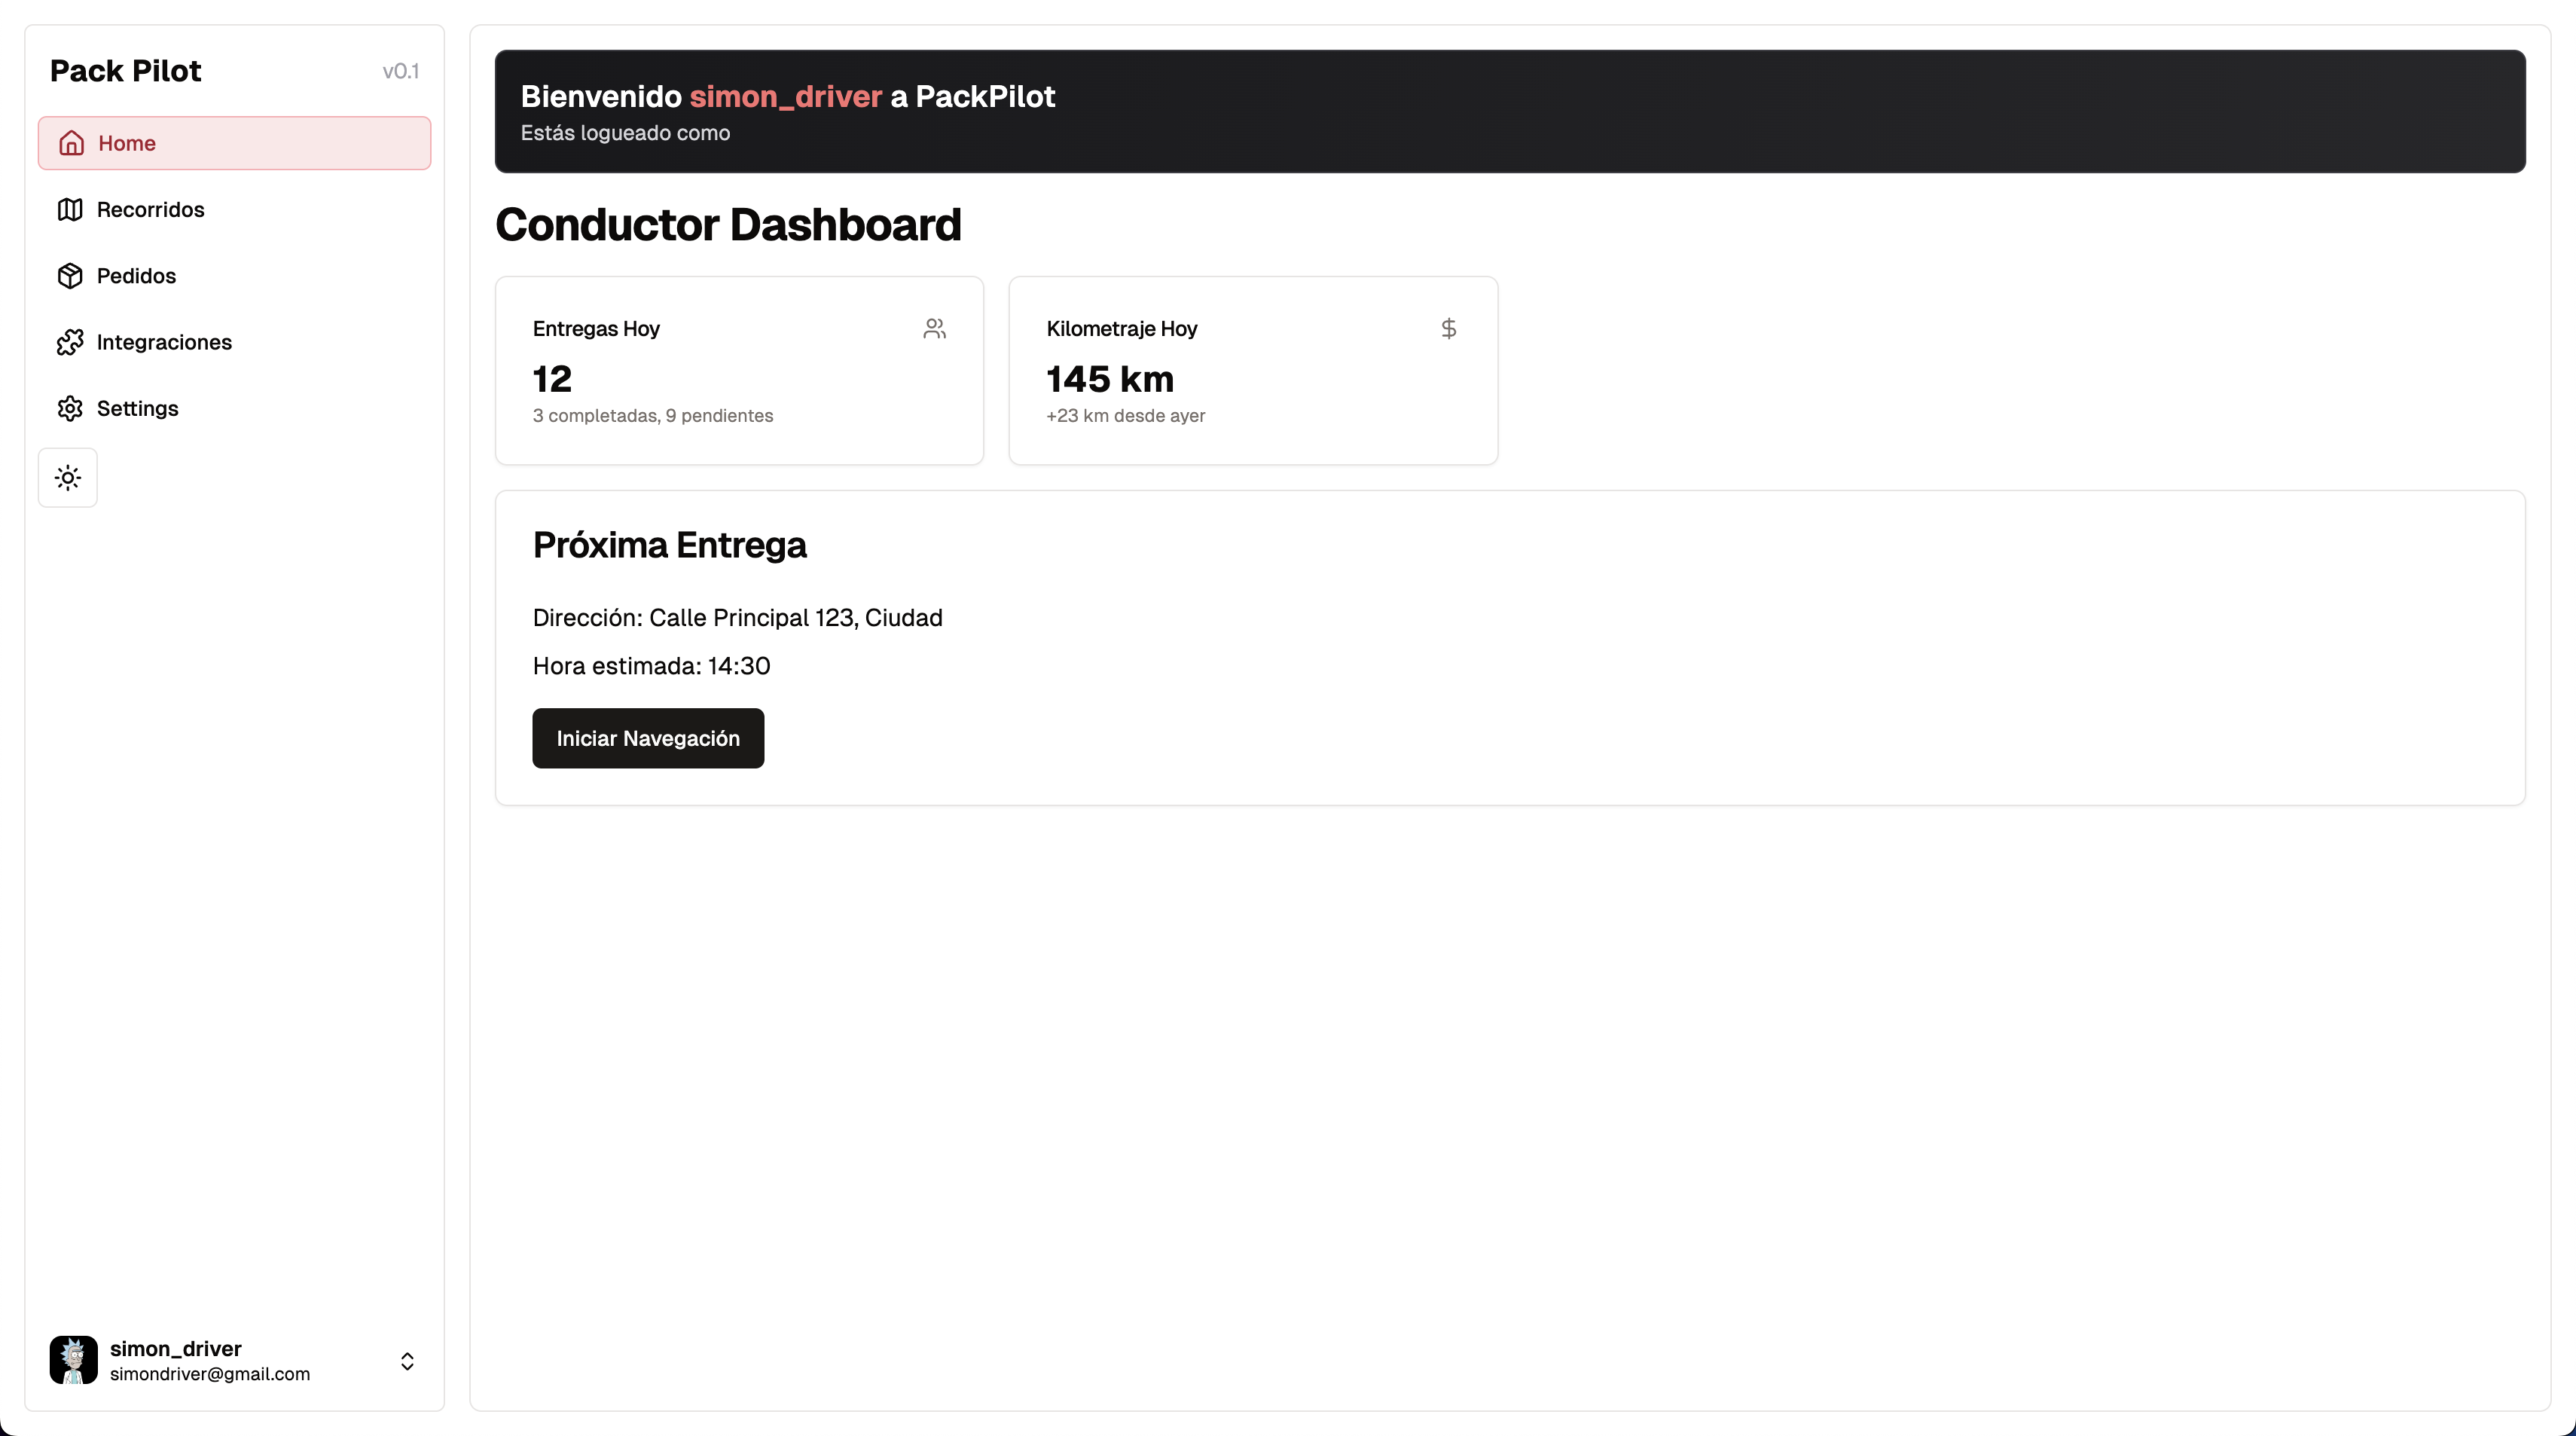 Pack Pilot v0.1
Home
Recorridos
Pedidos
Integraciones
Settings
simon_driver
simondriver@gmail.com
Bienvenido simon_driver a PackPilot
Estás logueado como
Conductor Dashboard
Entregas Hoy
12
3 completadas, 9 pendientes
Kilometraje Hoy
145 km
+23 km desde ayer
Próxima Entrega
Dirección: Calle Principal 123, Ciudad
Hora estimada: 14:30
Iniciar Navegación